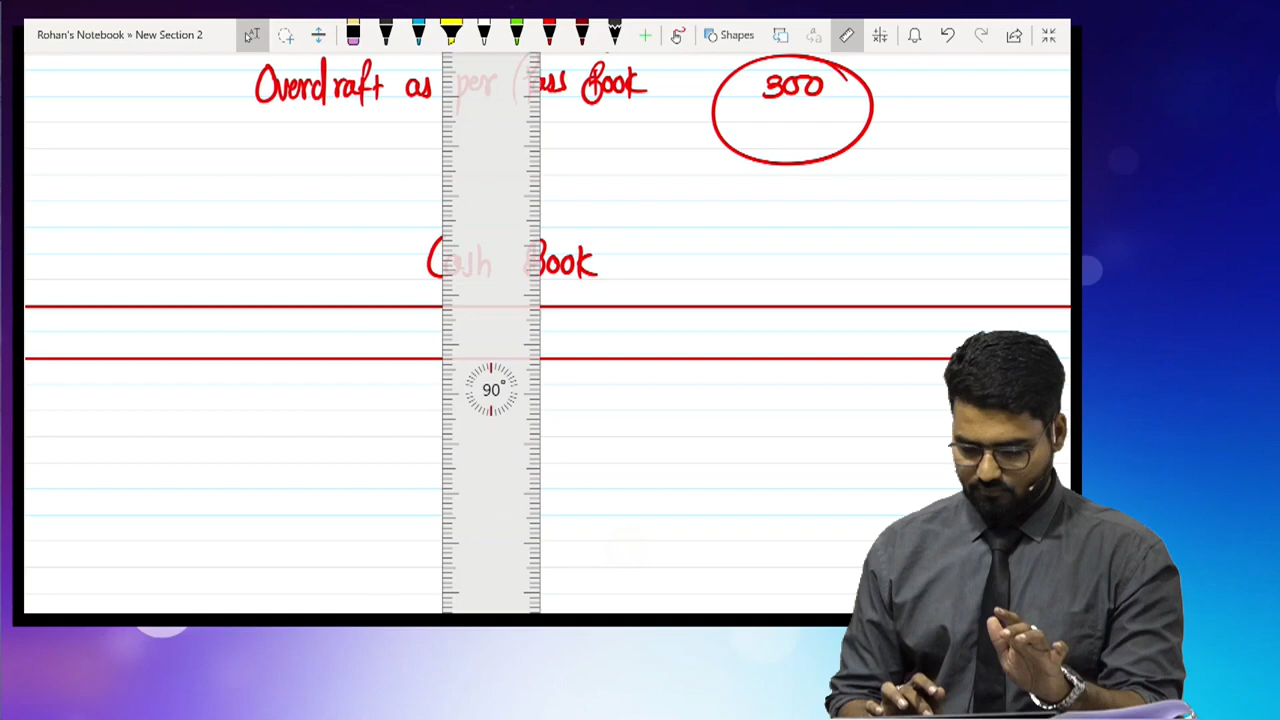 Rohan's Notebook » New Section 2
Shapes
Overdraft as per Pass Book 300
Cash Book
90°